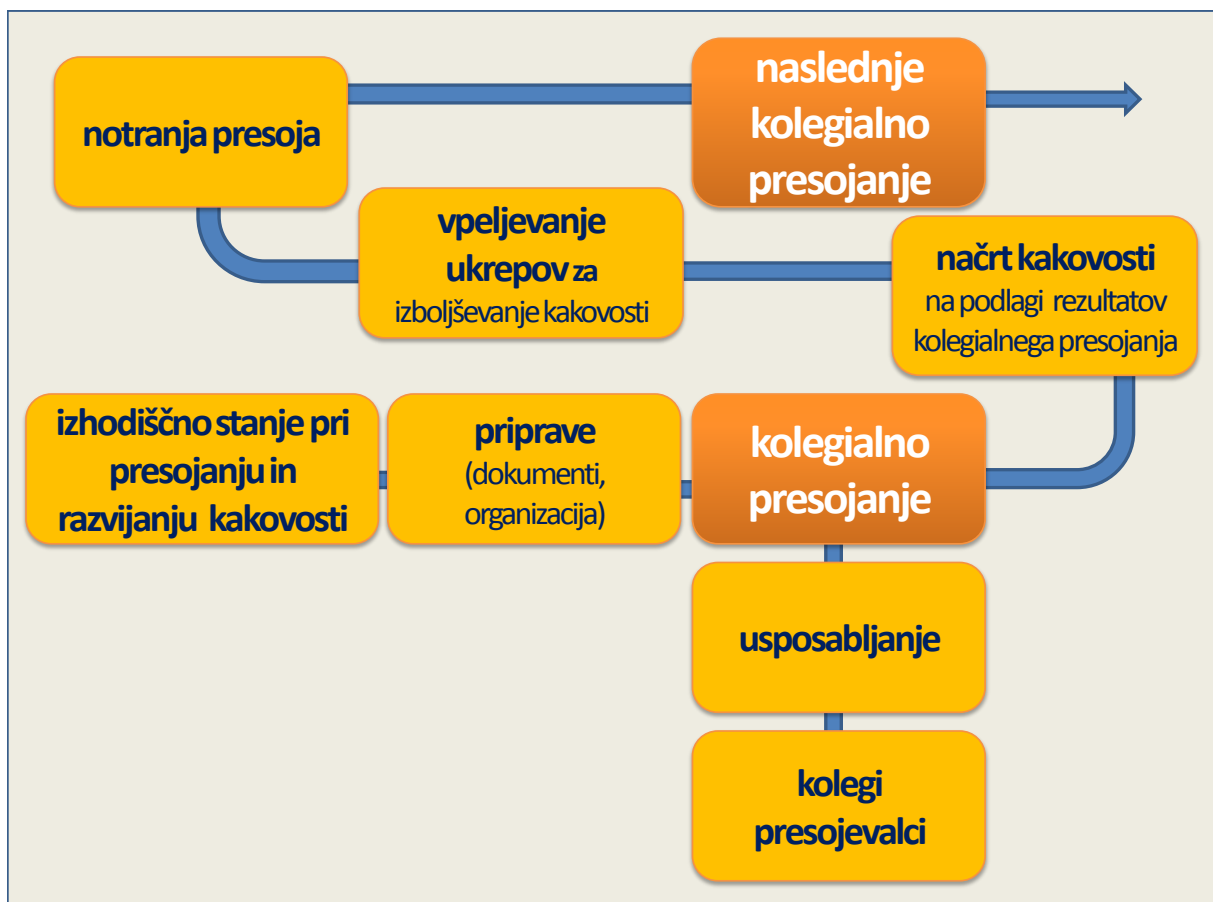 notranja presoja
naslednje
kolegialno
presojanje
vpeljevanje
ukrepov za
izboljševanje kakovosti
načrt kakovosti
na podlagi rezultatov
kolegialnega presojanja
izhodiščno stanje pri
presojanju in
razvijanju kakovosti
priprave
(dokumenti,
organizacija)
kolegialno
presojanje
usposabljanje
kolegi
presojevalci